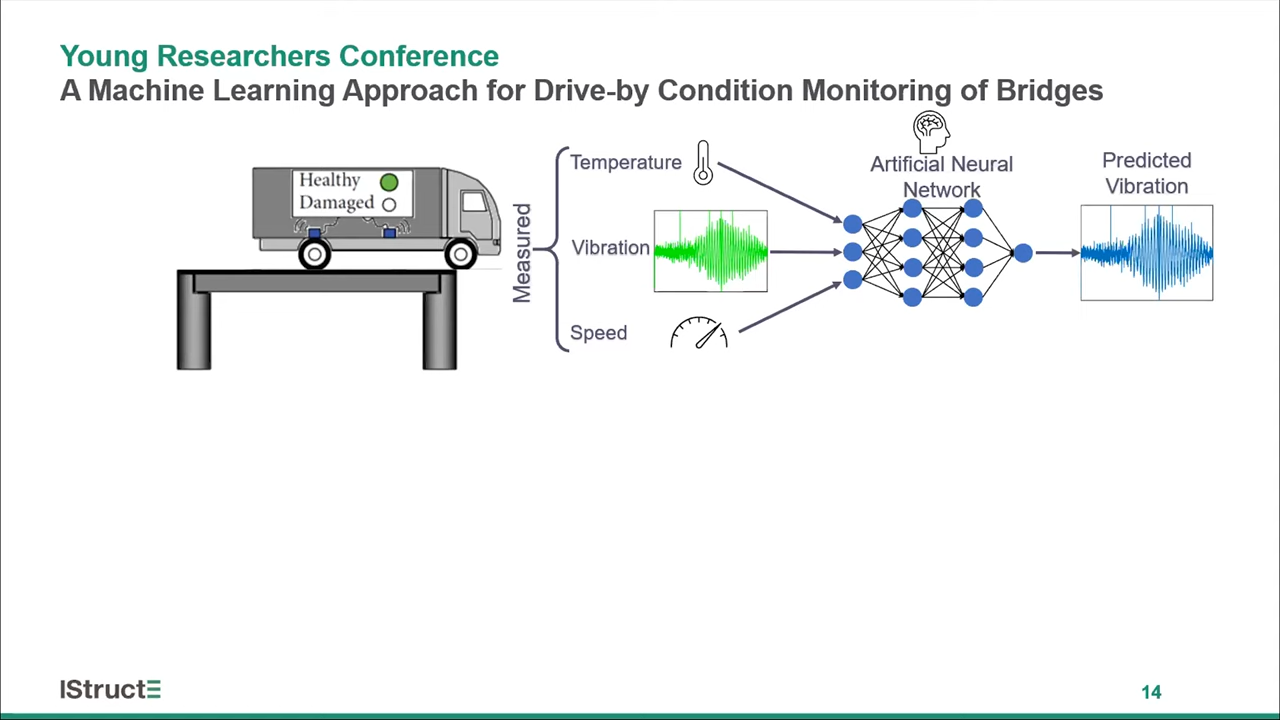 Young Researchers Conference
A Machine Learning Approach for Drive-by Condition Monitoring of Bridges
Healthy
Damaged
Measured
Temperature
Vibration
Speed
Artificial Neural
Network
Predicted
Vibration
IStructE
14